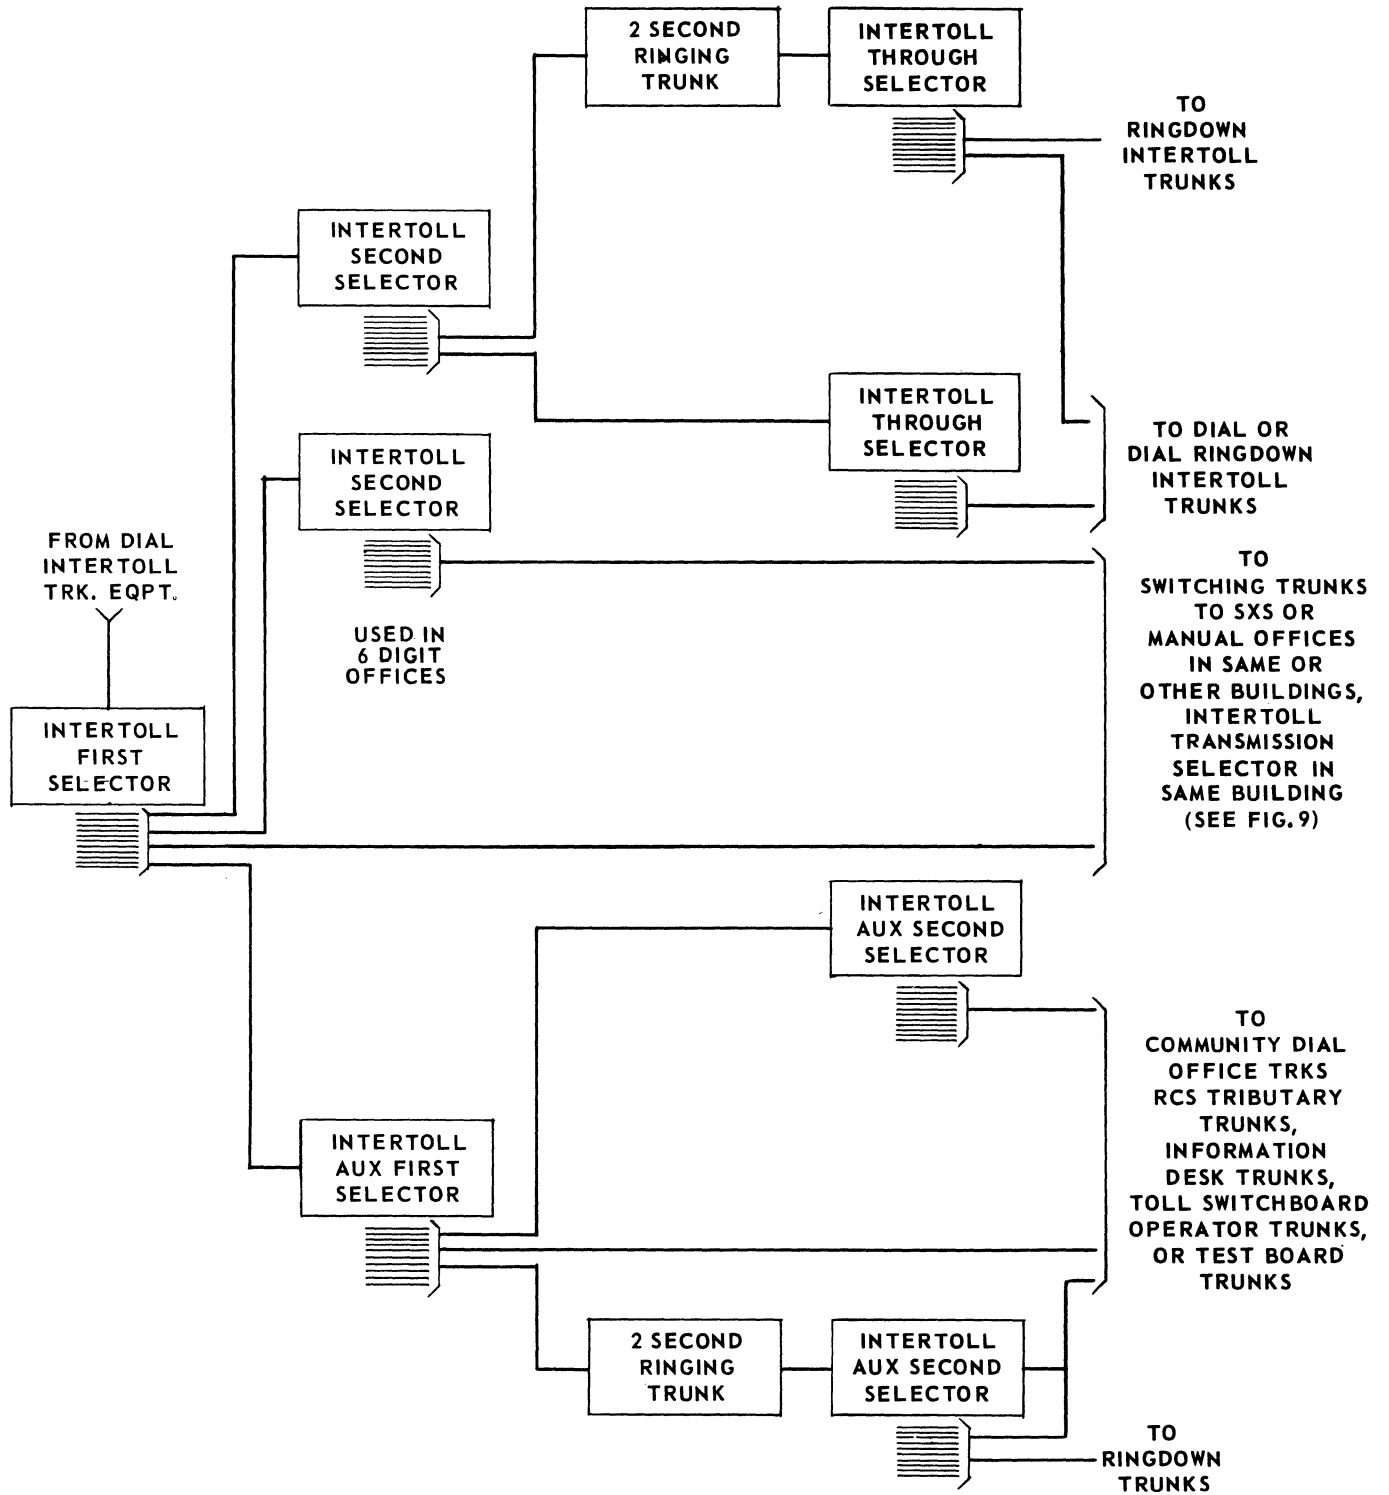 2 SECOND
RINGING
TRUNK
INTERTOLL
THROUGH
SELECTOR
TO
RINGDOWN
INTERTOLL
TRUNKS
INTERTOLL
SECOND
SELECTOR
INTERTOLL
THROUGH
SELECTOR
TO DIAL OR
DIAL RINGDOWN
INTERTOLL
TRUNKS
INTERTOLL
SECOND
SELECTOR
USED IN
6 DIGIT
OFFICES
FROM DIAL
INTERTOLL
TRK. EQPT.
INTERTOLL
FIRST
SELECTOR
TO
SWITCHING TRUNKS
TO SXS OR
MANUAL OFFICES
IN SAME OR
OTHER BUILDINGS,
INTERTOLL
TRANSMISSION
SELECTOR IN
SAME BUILDING
(SEE FIG. 9)
INTERTOLL
AUX SECOND
SELECTOR
TO
COMMUNITY DIAL
OFFICE TRKS
RCS TRIBUTARY
TRUNKS,
INFORMATION
DESK TRUNKS,
TOLL SWITCHBOARD
OPERATOR TRUNKS,
OR TEST BOARD
TRUNKS
INTERTOLL
AUX FIRST
SELECTOR
2 SECOND
RINGING
TRUNK
INTERTOLL
AUX SECOND
SELECTOR
TO
RINGDOWN
TRUNKS